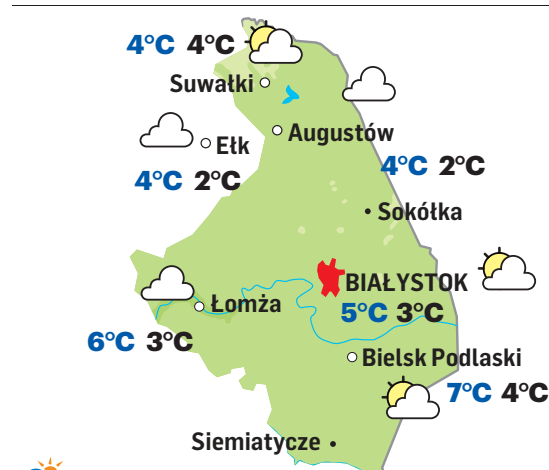 4°C 4°C
Suwałki
Augustów
Ełk
4°C 2°C
4°C 2°C
Sokółka
BIAŁYSTOK
5°C 3°C
Łomża
6°C 3°C
Bielsk Podlaski
7°C 4°C
Siemiatycze